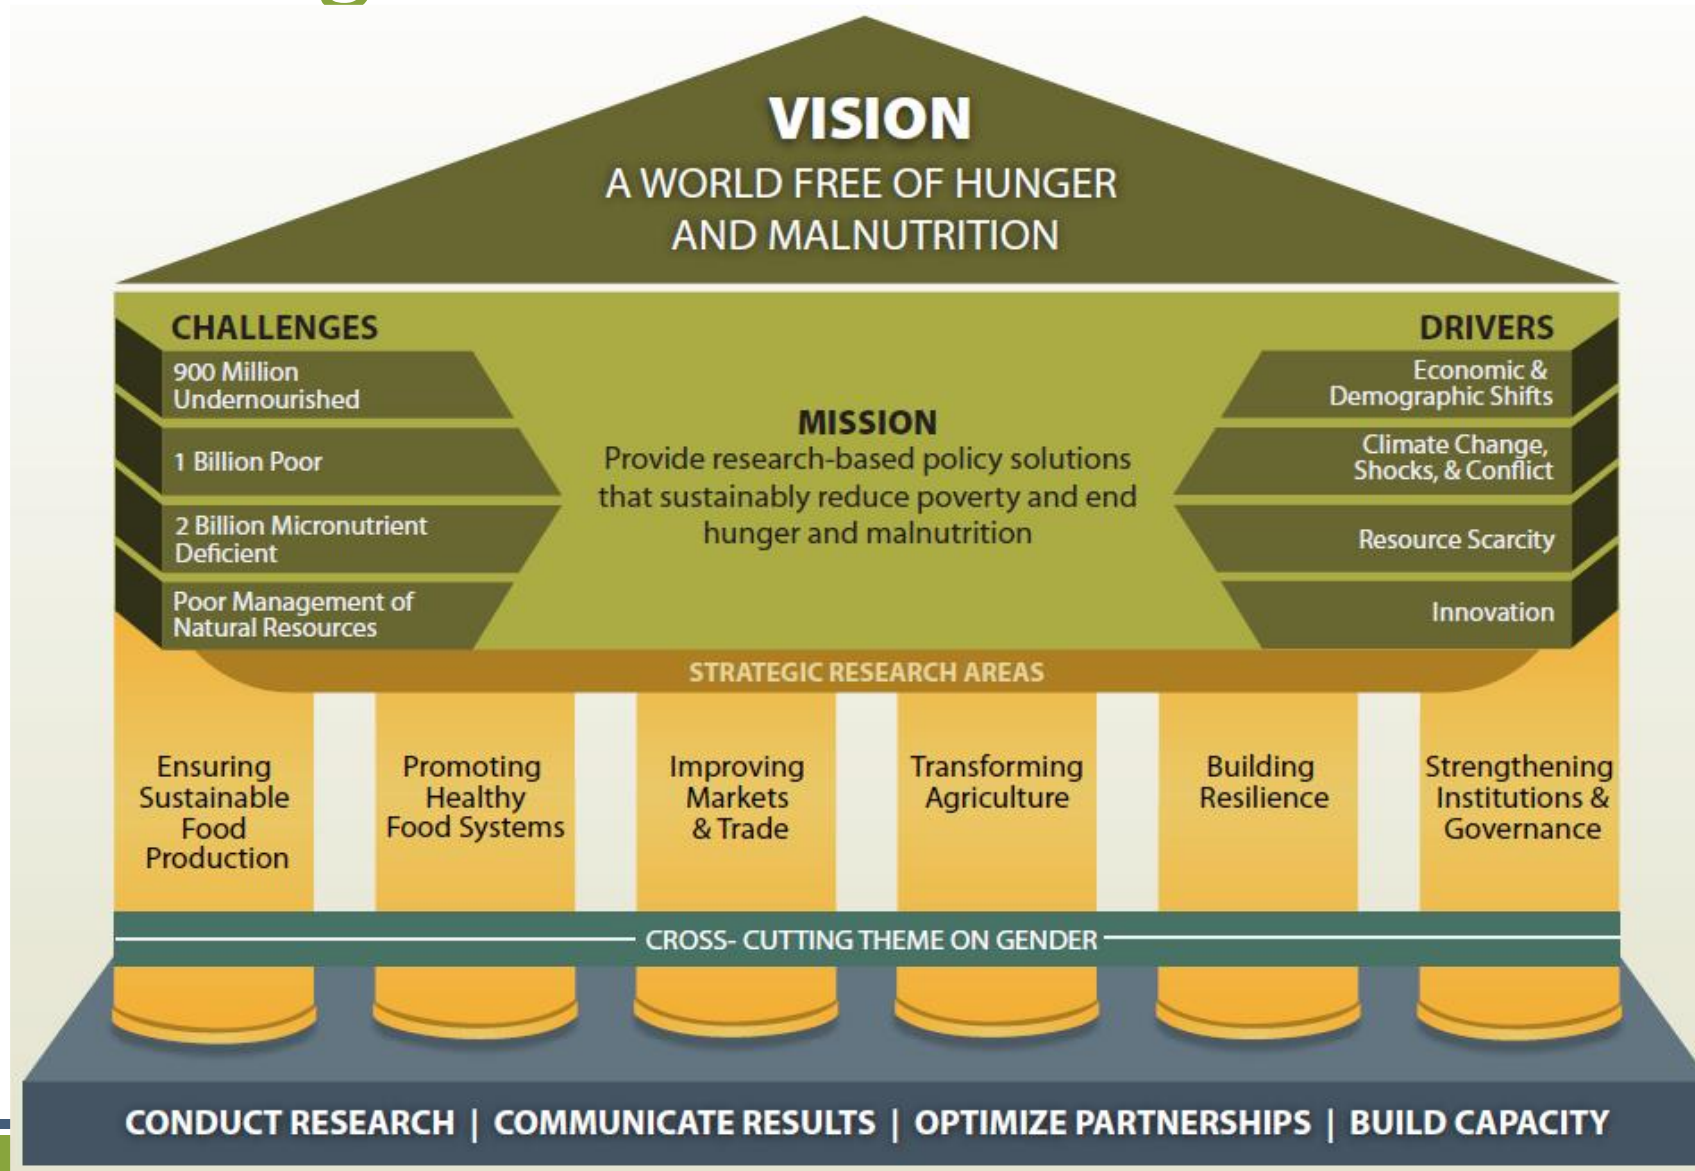 VISION
A WORLD FREE OF HUNGER
AND MALNUTRITION
CHALLENGES
900 Million
Undernourished
1 Billion Poor
2 Billion Micronutrient
Deficient
Poor Management of
Natural Resources
MISSION
Provide research-based policy solutions
that sustainably reduce poverty and end
hunger and malnutrition
DRIVERS
Economic &
Demographic Shifts
Climate Change,
Shocks, & Conflict
Resource Scarcity
Innovation
STRATEGIC RESEARCH AREAS
Ensuring
Sustainable
Food
Production
Promoting
Healthy
Food Systems
Improving
Markets
& Trade
Transforming
Agriculture
Building
Resilience
Strengthening
Institutions &
Governance
CROSS- CUTTING THEME ON GENDER
CONDUCT RESEARCH | COMMUNICATE RESULTS | OPTIMIZE PARTNERSHIPS | BUILD CAPACITY